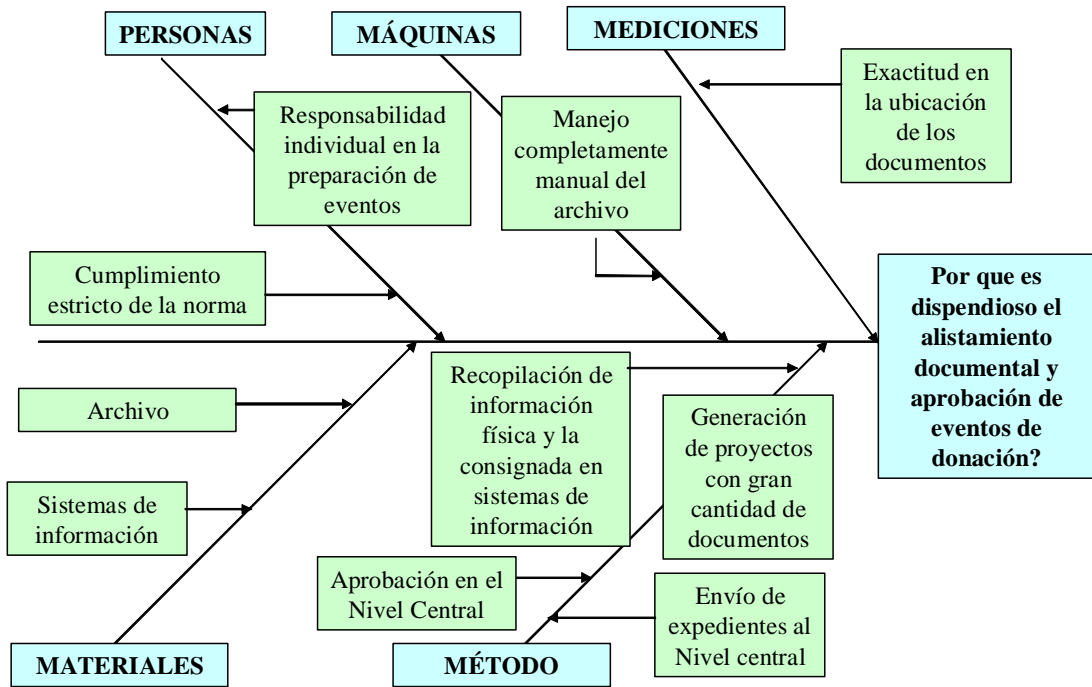 PERSONAS
MÁQUINAS
MEDICIONES
Responsabilidad
individual en la
preparación de
eventos
Manejo
completamente
manual del
archivo
Exactitud en
la ubicación
de los
documentos
Cumplimiento
estricto de la norma
Por que es
dispendioso el
alistamiento
documental y
aprobación de
eventos de
donación?
Archivo
Sistemas de
información
Recopilación de
información
física y la
consignada en
sistemas de
información
Generación
de proyectos
con gran
cantidad de
documentos
Aprobación en el
Nivel Central
Envío de
expedientes al
Nivel central
MATERIALES
MÉTODO